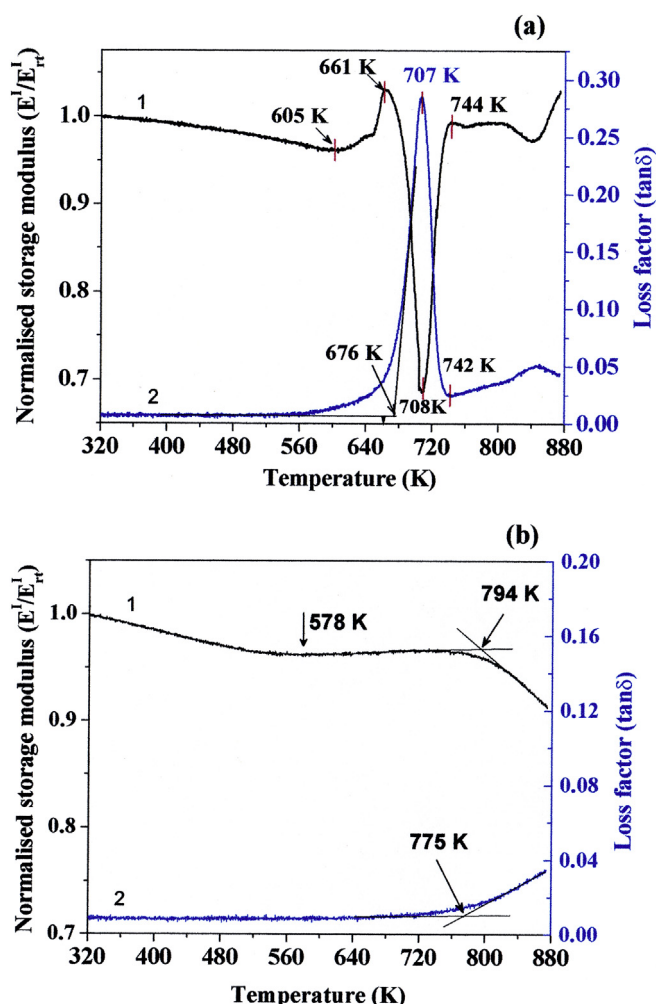 (a)
661 K
707 K
744 K
605 K
1
676 K
742 K
708K
2
1.0
0.9
0.8
0.7
0.30
0.25
0.20
0.15
0.10
0.05
0.00
320 400 480 560 640 720 800 880
Temperature (K)
Normalised storage modulus (E¹/E¹rt)
Loss factor (tanδ)
(b)
1
578 K
794 K
775 K
2
1.0
0.9
0.8
0.7
0.20
0.16
0.12
0.08
0.04
0.00
320 400 480 560 640 720 800 880
Temperature (K)
Normalised storage modulus (E¹/E¹rt)
Loss factor (tanδ)